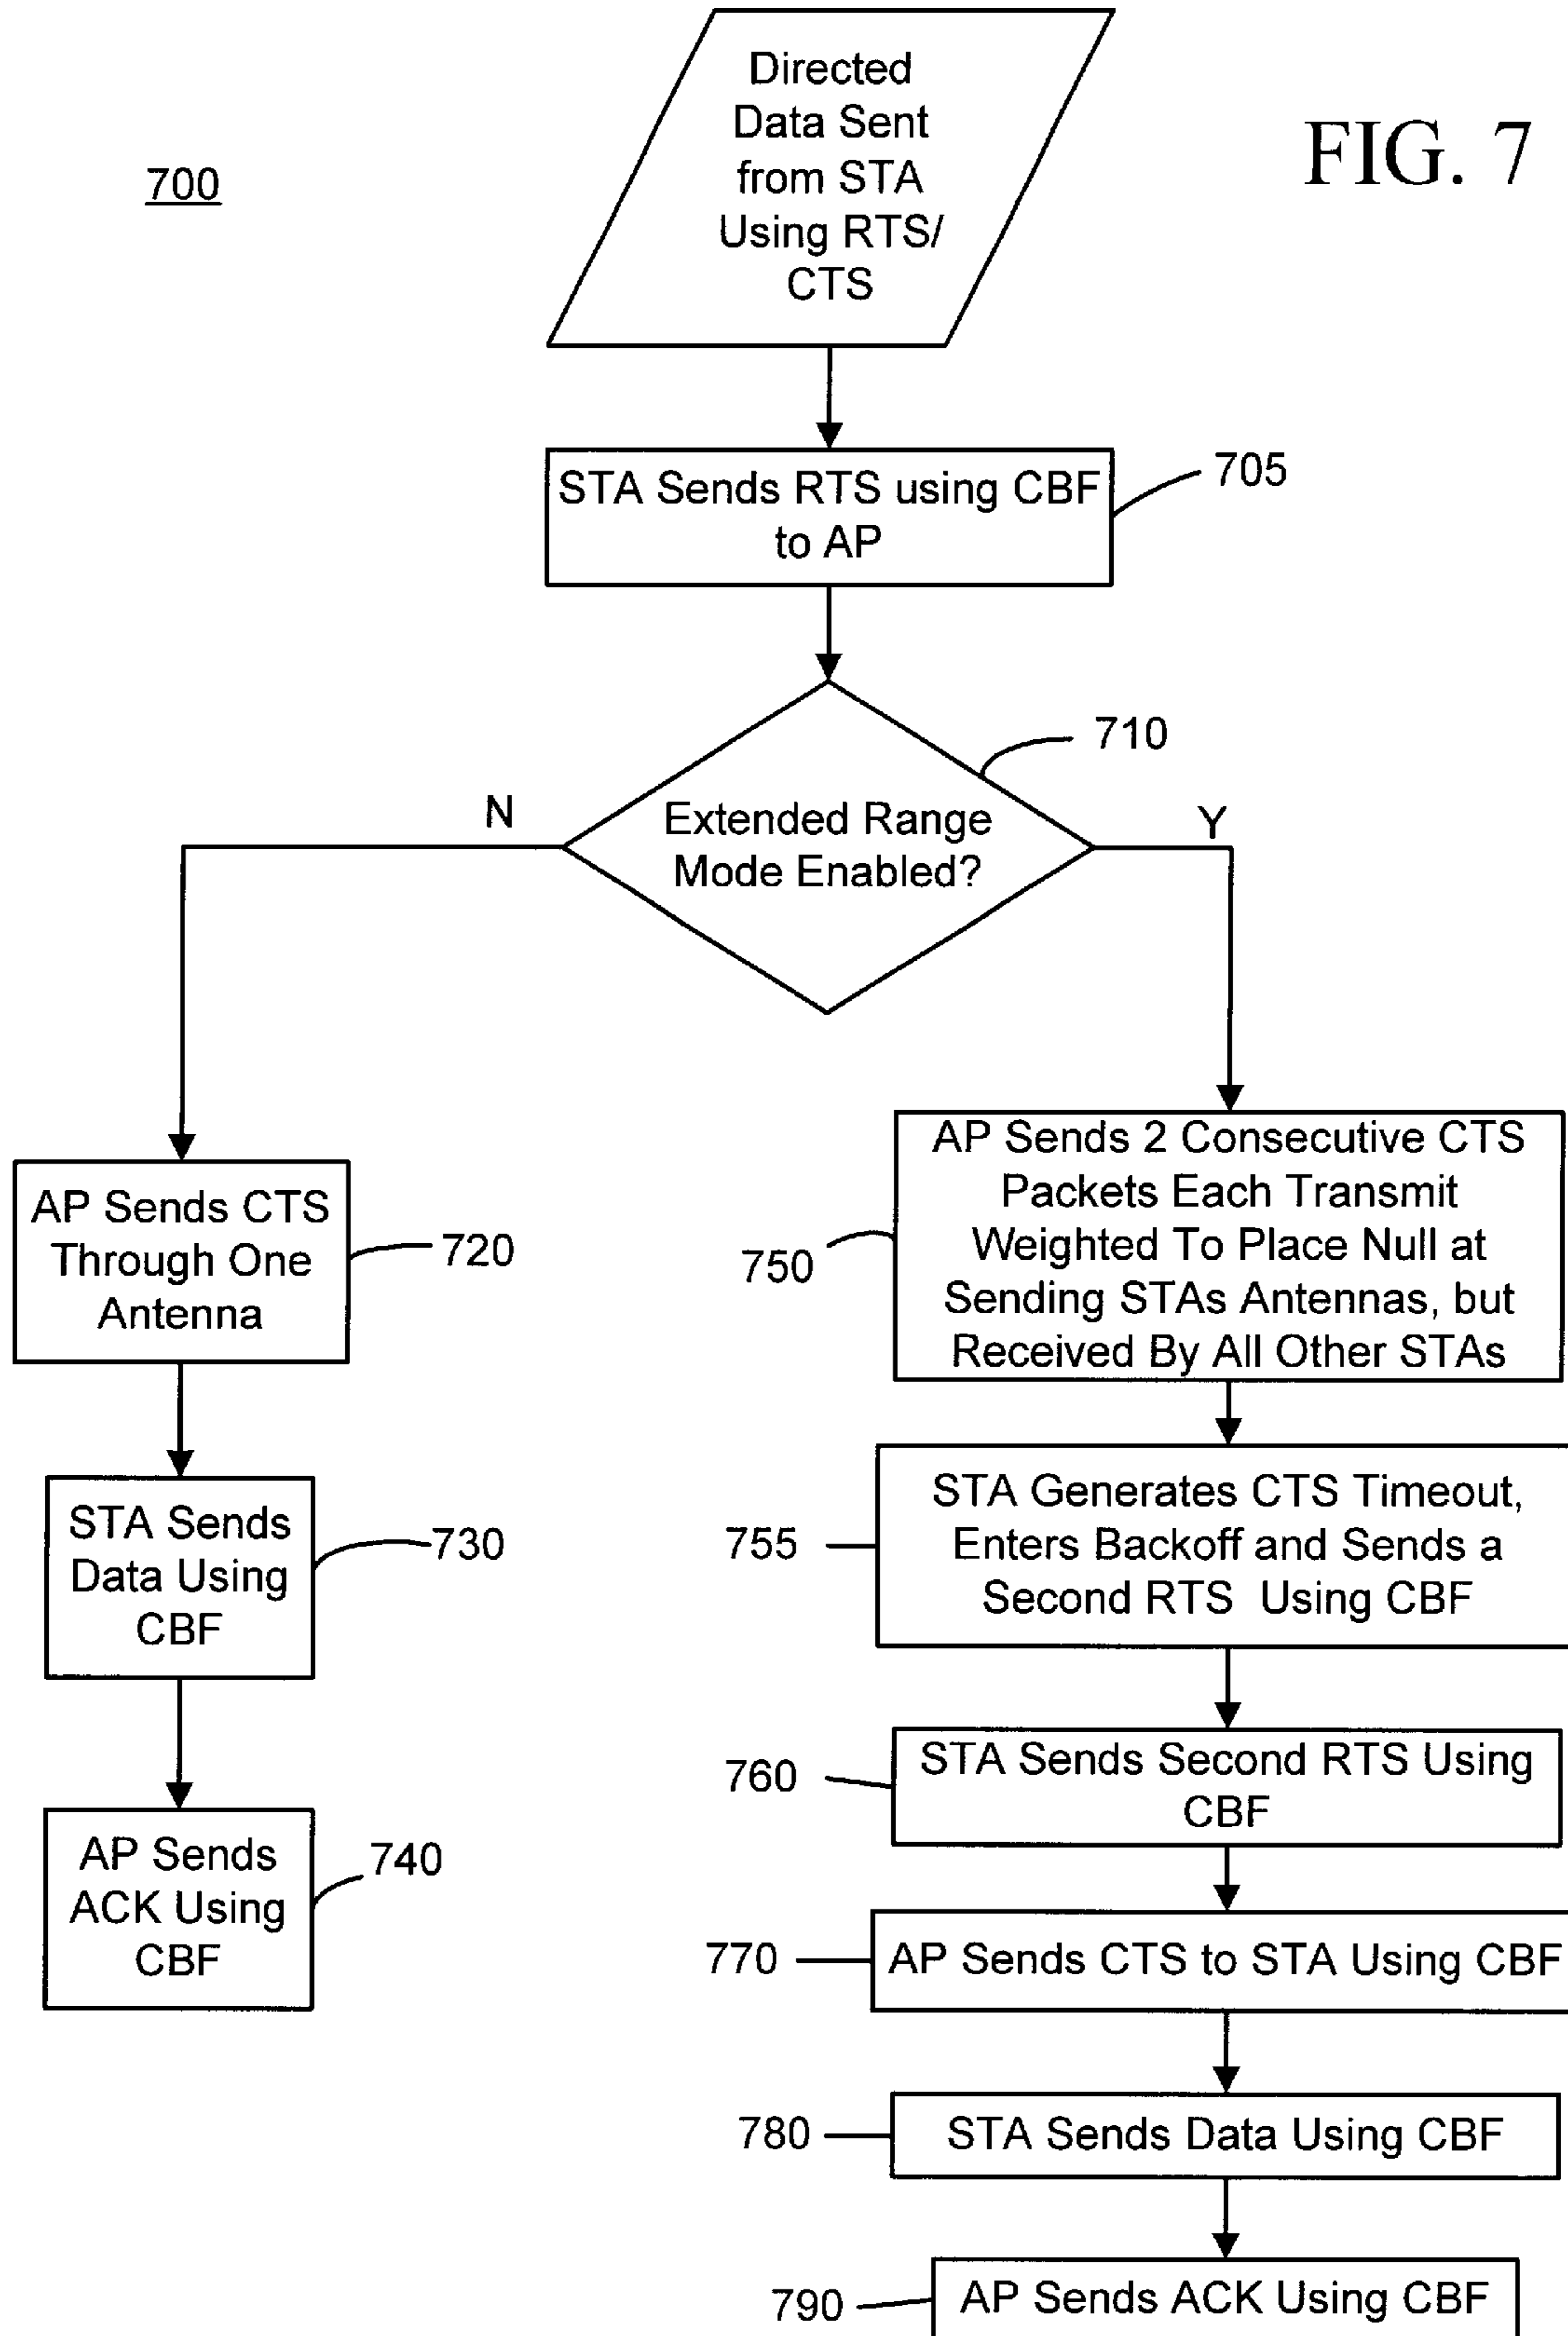 FIG. 7
700
Directed
Data Sent
from STA
Using RTS/
CTS
STA Sends RTS using CBF
to AP
705
710
Extended Range
Mode Enabled?
N
Y
AP Sends CTS
Through One
Antenna
720
STA Sends
Data Using
CBF
730
AP Sends
ACK Using
CBF
740
AP Sends 2 Consecutive CTS
Packets Each Transmit
Weighted To Place Null at
Sending STAs Antennas, but
Received By All Other STAs
750
STA Generates CTS Timeout,
Enters Backoff and Sends a
Second RTS Using CBF
755
STA Sends Second RTS Using
CBF
760
AP Sends CTS to STA Using CBF
770
STA Sends Data Using CBF
780
AP Sends ACK Using CBF
790